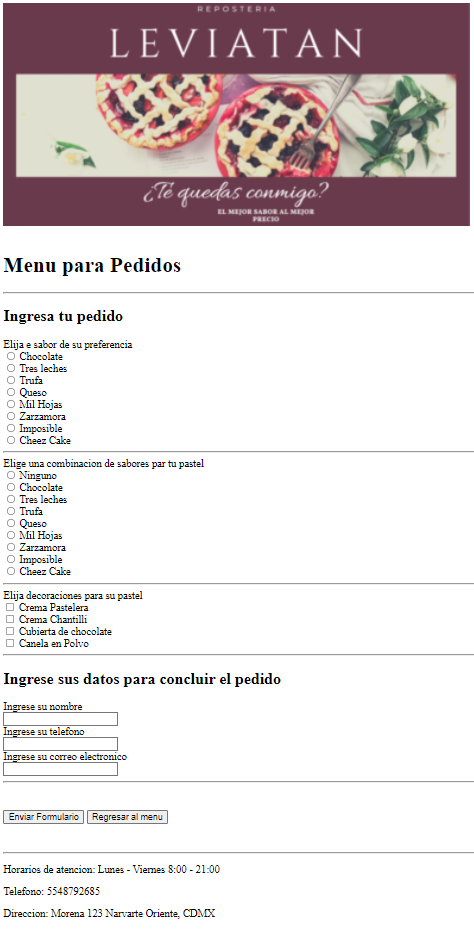 REPOSTERIA
LEVIATAN
¿Te quedas conmigo?
EL MEJOR SABOR AL MEJOR
PRECIO
Menu para Pedidos
Ingresa tu pedido
Elija e sabor de su preferencia
Chocolate
Tres leches
Trufa
Queso
Mil Hojas
Zarzamora
Imposible
Cheez Cake
Elige una combinacion de sabores par tu pastel
Ninguno
Chocolate
Tres leches
Trufa
Queso
Mil Hojas
Zarzamora
Imposible
Cheez Cake
Elija decoraciones para su pastel
Crema Pastelera
Crema Chantilli
Cubierta de chocolate
Canela en Polvo
Ingrese sus datos para concluir el pedido
Ingrese su nombre
Ingrese su telefono
Ingrese su correo electronico
Enviar Formulario Regresar al menu
Horarios de atencion: Lunes - Viernes 8:00 - 21:00
Telefono: 5548792685
Direccion: Morena 123 Narvarte Oriente, CDMX